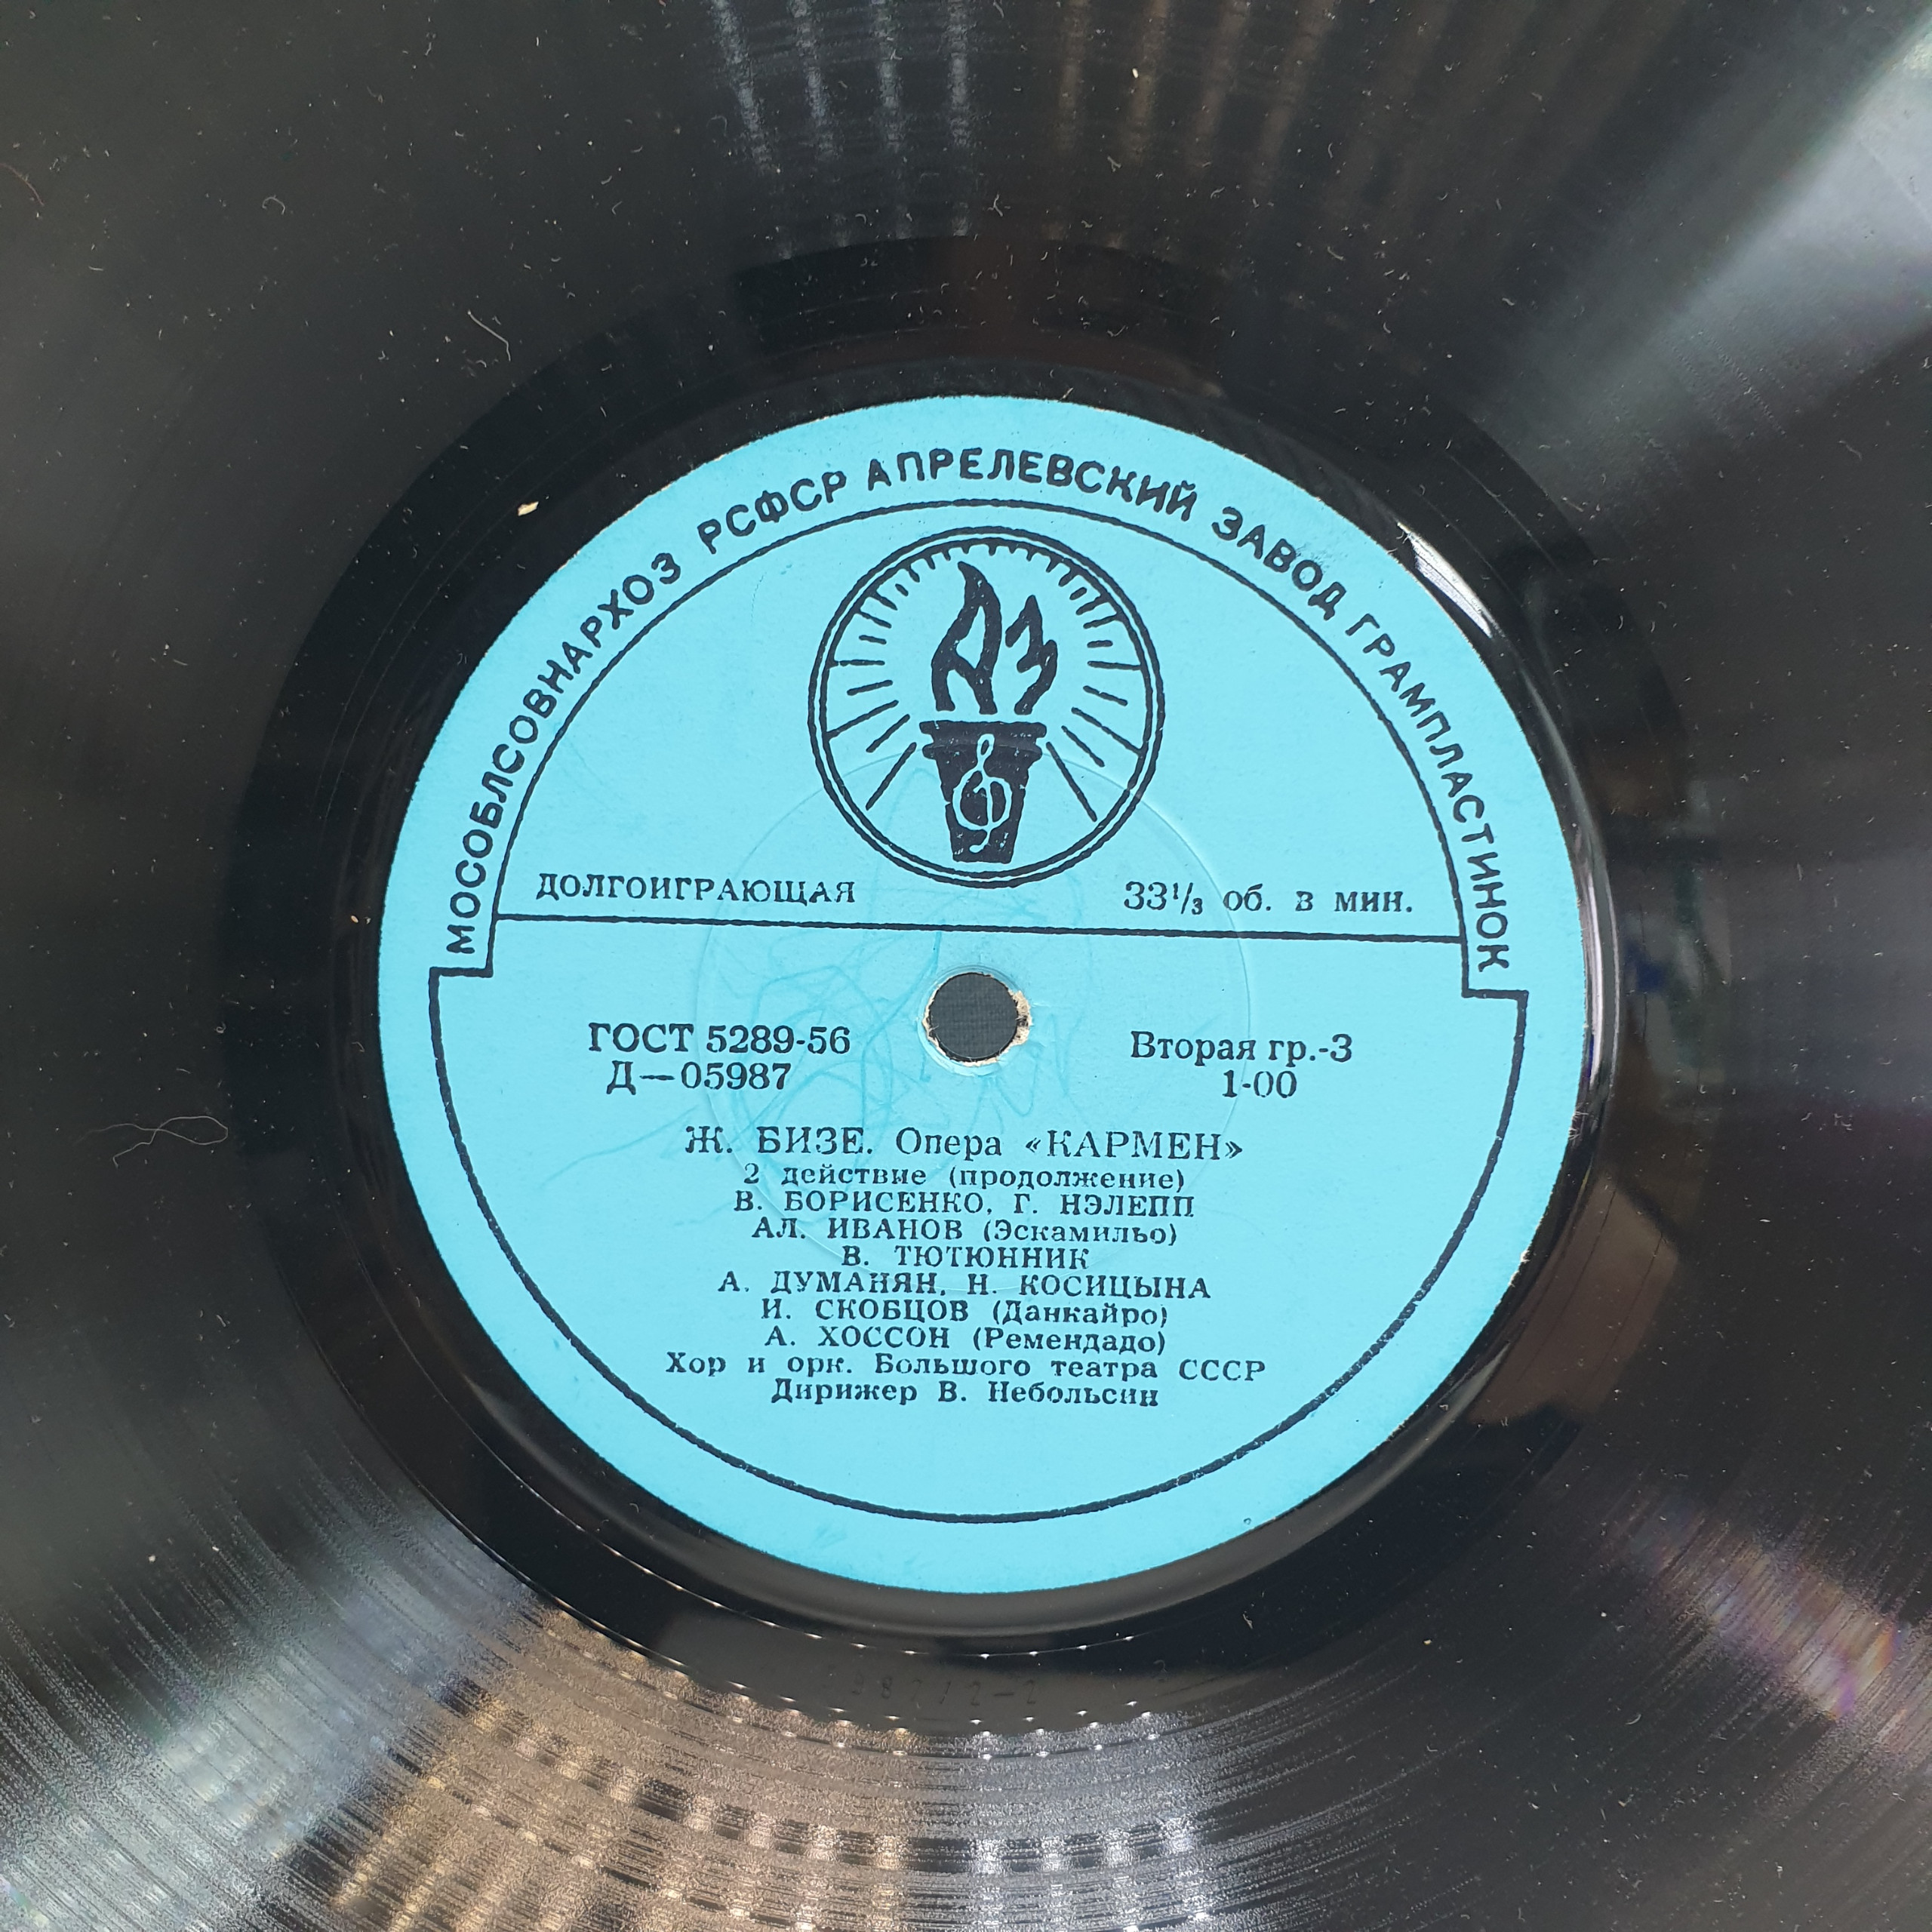 МОСОБЛСОВНАРХОЗ РСФСР АПРЕЛЕВСКИЙ ЗАВОД ГРАМПЛАСТИНОК
АЗ
ДОЛГОИГРАЮЩАЯ 33⅓ об. в мин.
ГОСТ 5289-56 Вторая гр.-3
Д—05987 1-00
Ж. БИЗЕ. Опера «КАРМЕН»
2 действие (продолжение)
В. БОРИСЕНКО, Г. НЭЛЕПП
АЛ. ИВАНОВ (Эскамильо)
В. ТЮТЮННИК
А. ДУМАНЯН, Н. КОСИЦЫНА
И. СКОБЦОВ (Данкайро)
А. ХОССОН (Ремендадо)
Хор и орк. Большого театра СССР
Дирижер В. Небольсин